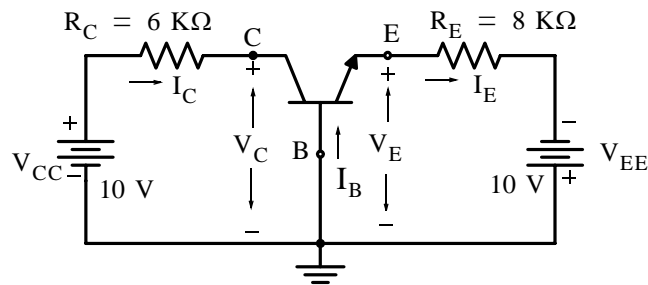 R_C = 6 KΩ
R_E = 8 KΩ
C
E
+
+
I_C
I_E
+
−
V_C
B
V_E
V_CC
−
10 V
I_B
10 V
+
V_EE
−
−